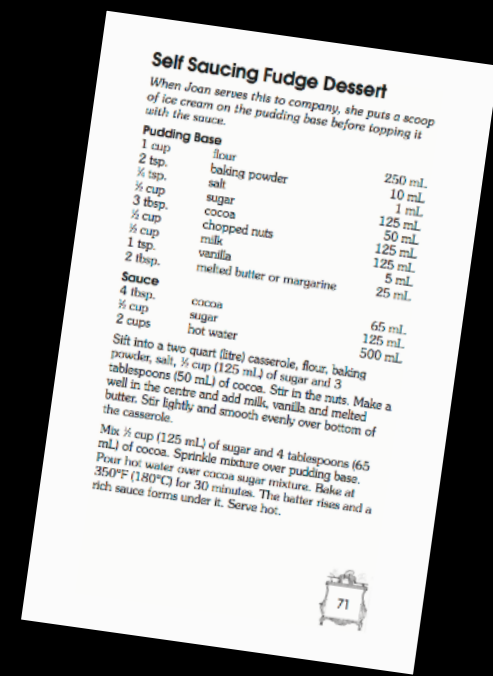 Self Saucing Fudge Dessert
When Joan serves this to company, she puts a scoop
of ice cream on the pudding base before topping it
with the sauce.
Pudding Base
1 cup flour 250 mL
2 tsp. baking powder 10 mL
¼ tsp. salt 1 mL
½ cup sugar 125 mL
3 tbsp. cocoa 50 mL
½ cup chopped nuts 125 mL
½ cup milk 125 mL
1 tsp. vanilla 5 mL
2 tbsp. melted butter or margarine 25 mL
Sauce
4 tbsp. cocoa 65 mL
½ cup sugar 125 mL
2 cups hot water 500 mL
Sift into a two quart (litre) casserole, flour, baking
powder, salt, ½ cup (125 mL) of sugar and 3
tablespoons (50 mL) of cocoa. Stir in the nuts. Make a
well in the centre and add milk, vanilla and melted
butter. Stir lightly and smooth evenly over bottom of
the casserole.
Mix ½ cup (125 mL) of sugar and 4 tablespoons (65
mL) of cocoa. Sprinkle mixture over pudding base.
Pour hot water over cocoa sugar mixture. Bake at
350°F (180°C) for 30 minutes. The batter rises and a
rich sauce forms under it. Serve hot.
71